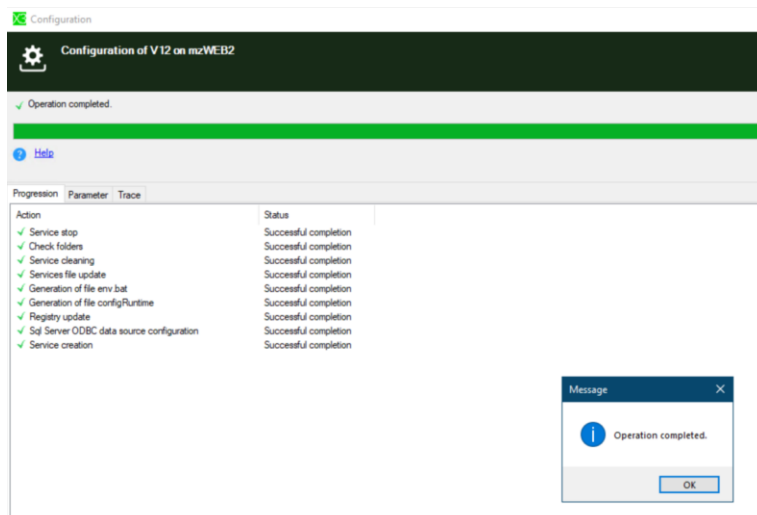 Configuration
Configuration of V12 on mzWEB2
Operation completed.
Help
Progression Parameter Trace
Action Status
Service stop Successful completion
Check folders Successful completion
Service cleaning Successful completion
Services file update Successful completion
Generation of file env.bat Successful completion
Generation of file configRuntime Successful completion
Registry update Successful completion
Sql Server ODBC data source configuration Successful completion
Service creation Successful completion
Message
Operation completed.
OK